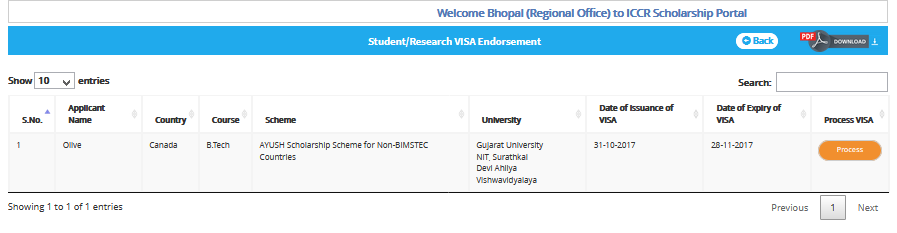 Welcome Bhopal (Regional Office) to ICCR Scholarship Portal
Student/Research VISA Endorsement
Back
PDF DOWNLOAD
Show 10 entries
Search:
S.No. Applicant Name Country Course Scheme University Date of Issuance of VISA Date of Expiry of VISA Process VISA
1 Olive Canada B.Tech AYUSH Scholarship Scheme for Non-BIMSTEC Countries Gujarat University 31-10-2017 28-11-2017 Process
NIT, Surathkal
Devi Ahilya
Vishwavidyalaya
Showing 1 to 1 of 1 entries
Previous 1 Next